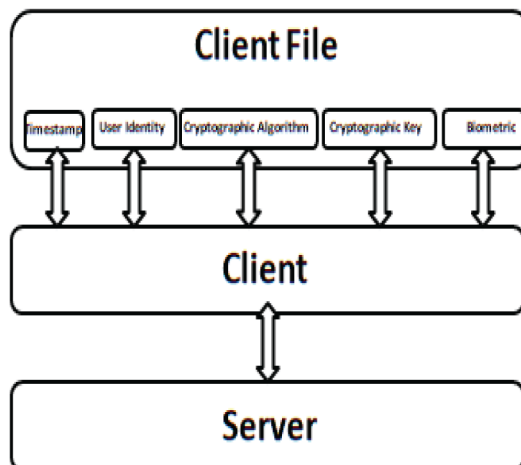 Client File
Timestamp User Identity Cryptographic Algorithm Cryptographic Key Biometric
Client
Server